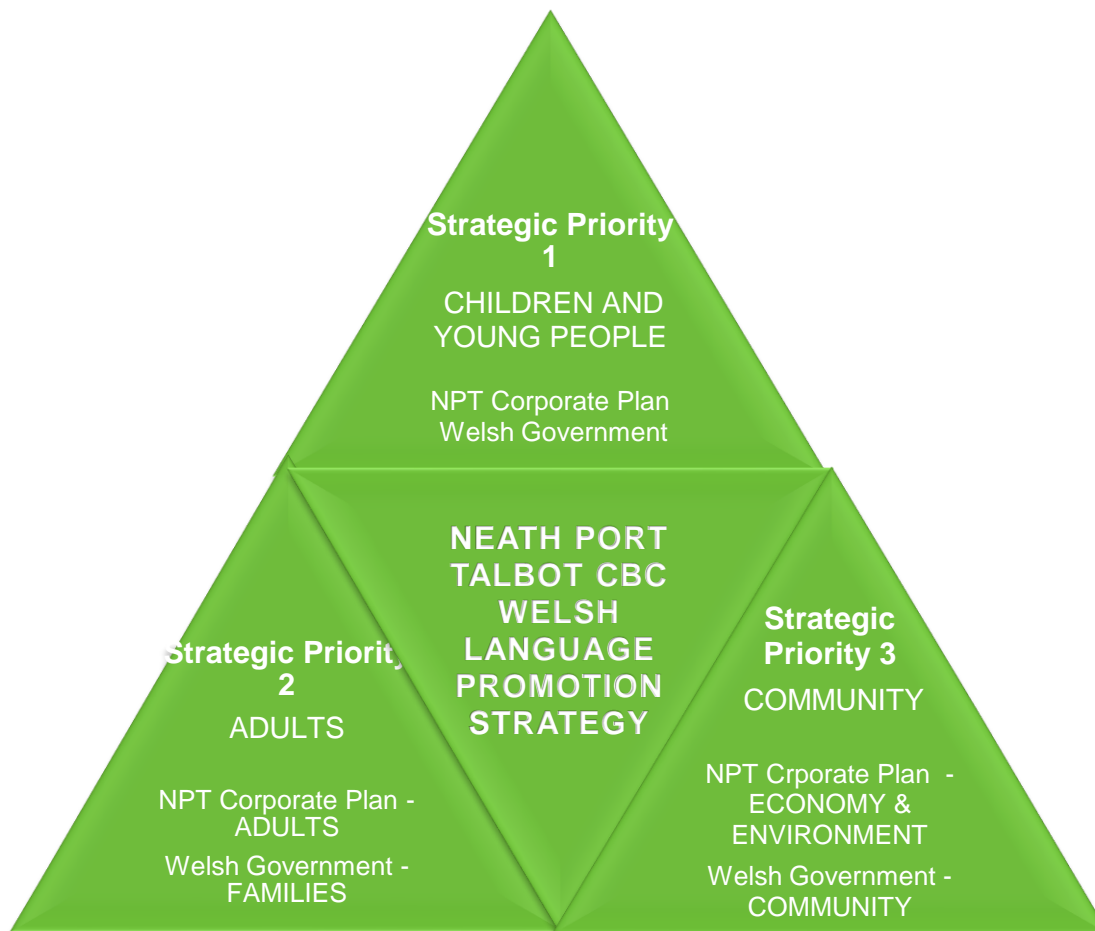 Strategic Priority
1
CHILDREN AND
YOUNG PEOPLE
NPT Corporate Plan
Welsh Government
NEATH PORT
TALBOT CBC
WELSH
LANGUAGE
PROMOTION
STRATEGY
Strategic Priority
2
ADULTS
NPT Corporate Plan -
ADULTS
Welsh Government -
FAMILIES
Strategic
Priority 3
COMMUNITY
NPT Crporate Plan -
ECONOMY &
ENVIRONMENT
Welsh Government -
COMMUNITY